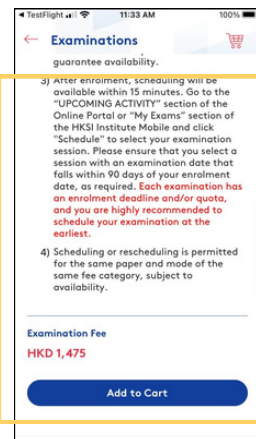 TestFlight 11:33 AM 100%
Examinations
guarantee availability.
3) After enrolment, scheduling will be
available within 15 minutes. Go to the
“UPCOMING ACTIVITY” section of the
Online Portal or “My Exams” section of
the HKSI Institute Mobile and click
"Schedule" to select your examination
session. Please ensure that you select a
session with an examination date that
falls within 90 days of your enrolment
date, as required. Each examination has
an enrolment deadline and/or quota,
and you are highly recommended to
schedule your examination at the
earliest.
4) Scheduling or rescheduling is permitted
for the same paper and mode of the
same fee category, subject to
availability.
Examination Fee
HKD 1,475
Add to Cart